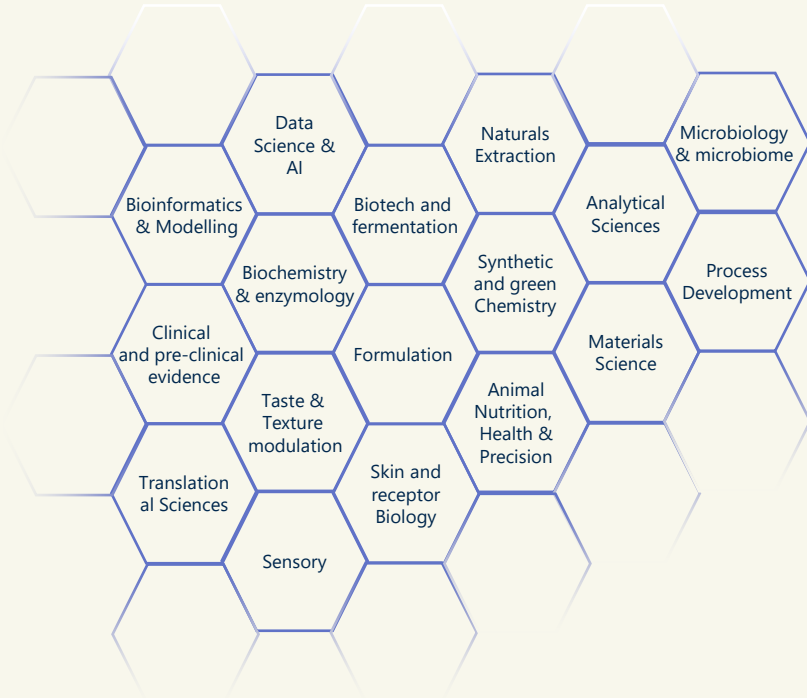 Data
Science &
AI
Naturals
Extraction
Microbiology
& microbiome
Bioinformatics
& Modelling
Biotech and
fermentation
Analytical
Sciences
Biochemistry
& enzymology
Synthetic
and green
Chemistry
Process
Development
Clinical
and pre-clinical
evidence
Formulation
Materials
Science
Taste &
Texture
modulation
Animal
Nutrition,
Health &
Precision
Translation
al Sciences
Skin and
receptor
Biology
Sensory